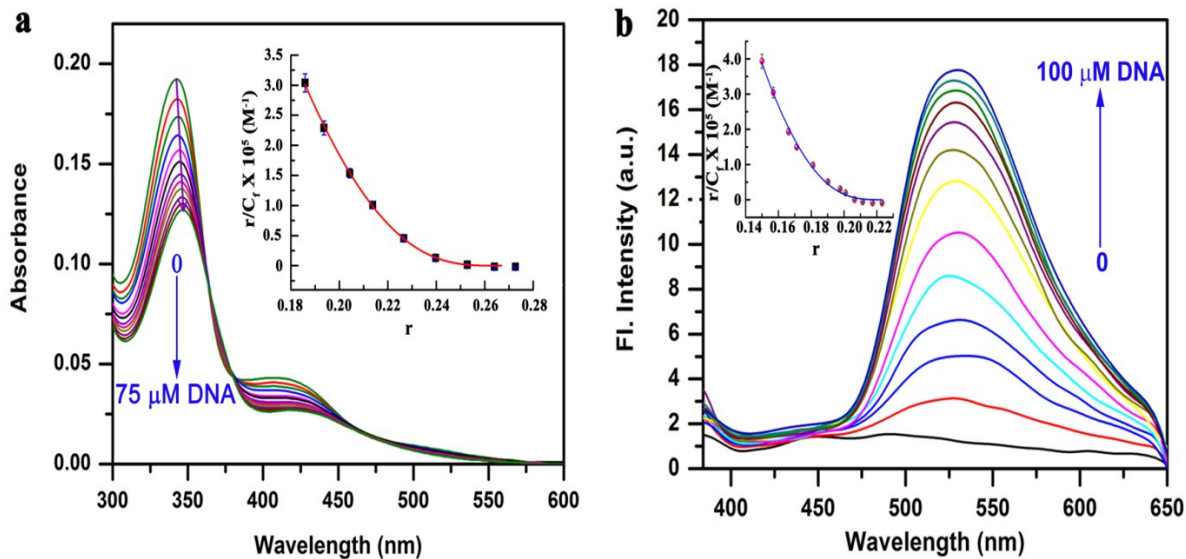 a
Absorbance
0.20
0.15
0.10
0.05
0.00
300 350 400 450 500 550 600
Wavelength (nm)
0
75 μM DNA
r/Cf X 10⁵ (M⁻¹)
3.5
3.0
2.5
2.0
1.5
1.0
0.5
0
0.18 0.20 0.22 0.24 0.26 0.28
r
b
Fl. Intensity (a.u.)
20
18
16
14
12
10
8
6
4
2
0
400 450 500 550 600 650
Wavelength (nm)
100 μM DNA
0
r/Cf X 10⁵ (M⁻¹)
4.0
3.0
2.0
1.0
0
0.14 0.16 0.18 0.20 0.22
r